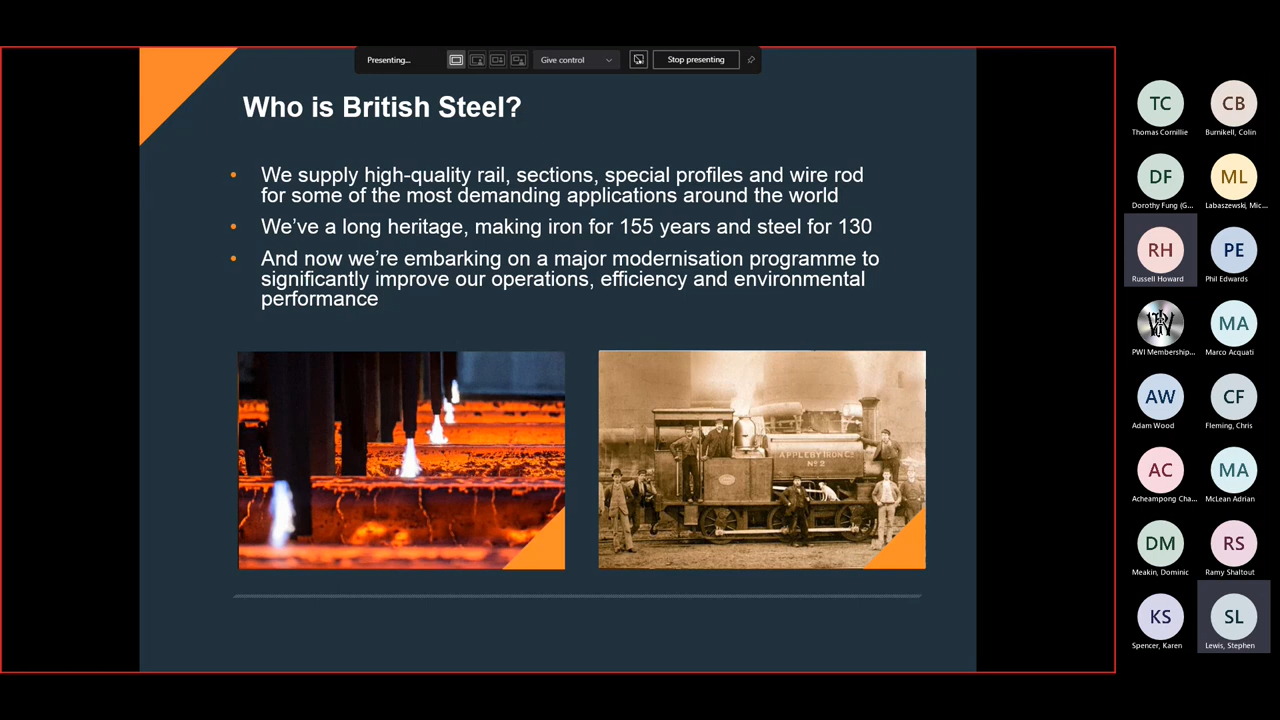 Presenting...
Give control
Stop presenting
Who is British Steel?
• We supply high-quality rail, sections, special profiles and wire rod
for some of the most demanding applications around the world
• We've a long heritage, making iron for 155 years and steel for 130
• And now we're embarking on a major modernisation programme to
significantly improve our operations, efficiency and environmental
performance
APPLEBY IRON Co.
No 2
TC
Thomas Cornillie
CB
Burnikell, Colin
DF
Dorothy Fung (G...
ML
Labaszewski, Mic...
RH
Russell Howard
PE
Phil Edwards
PWI Membership...
MA
Marco Acquati
AW
Adam Wood
CF
Fleming, Chris
AC
Acheampong Cha...
MA
McLean Adrian
DM
Meakin, Dominic
RS
Ramy Shaltout
KS
Spencer, Karen
SL
Lewis, Stephen